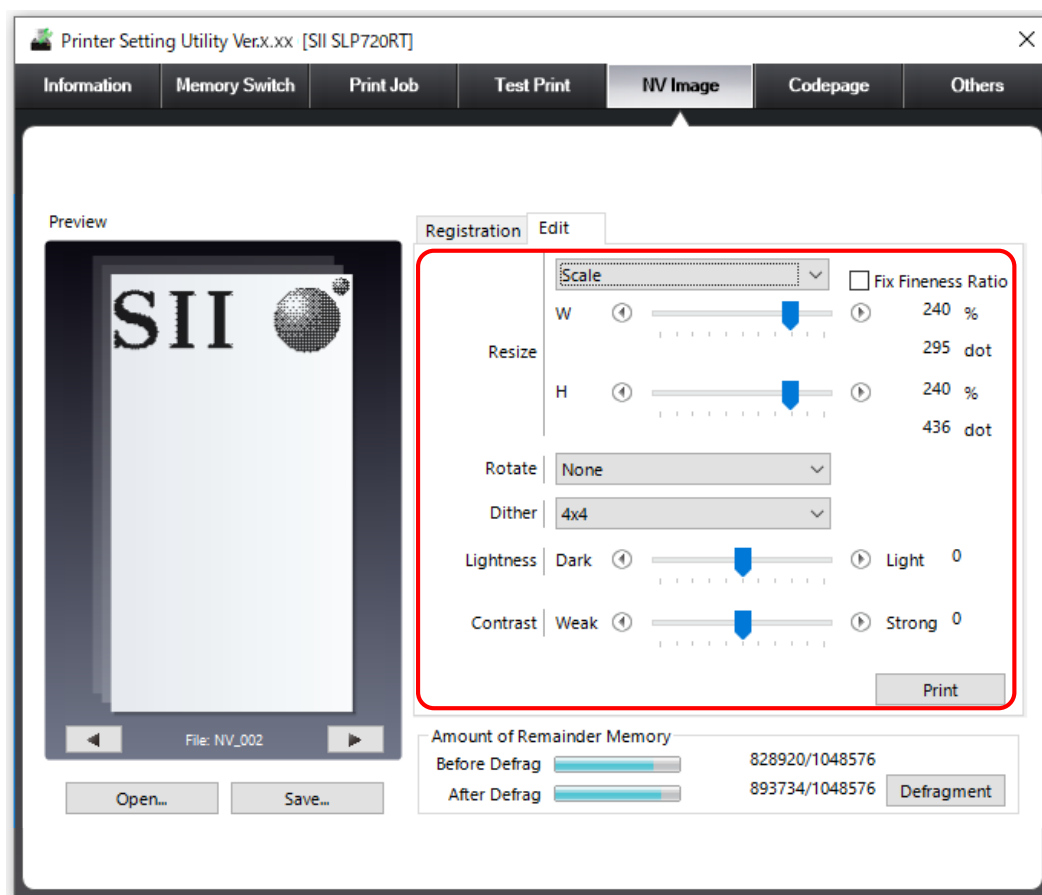 Printer Setting Utility Ver.x.xx [SII SLP720RT]
Information Memory Switch Print Job Test Print NV Image Codepage Others
Preview
SII
File: NV_002
Open... Save...
Registration Edit
Scale Fix Fineness Ratio
W 240 %
295 dot
Resize
H 240 %
436 dot
Rotate None
Dither 4x4
Lightness Dark Light 0
Contrast Weak Strong 0
Print
Amount of Remainder Memory
Before Defrag 828920/1048576
After Defrag 893734/1048576 Defragment